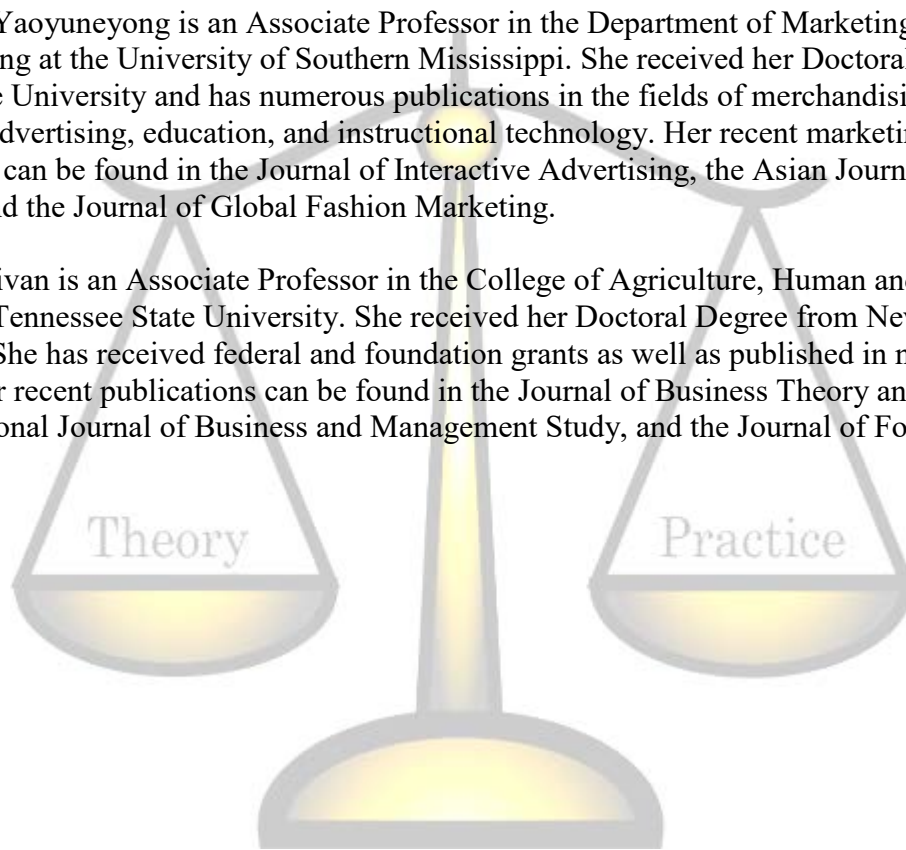 Yaoyuneyong is an Associate Professor in the Department of Marketing
ng at the University of Southern Mississippi. She received her Doctoral
e University and has numerous publications in the fields of merchandisi
dvertising, education, and instructional technology. Her recent marketin
can be found in the Journal of Interactive Advertising, the Asian Journ
d the Journal of Global Fashion Marketing.
ivan is an Associate Professor in the College of Agriculture, Human an
Tennessee State University. She received her Doctoral Degree from Ne
She has received federal and foundation grants as well as published in
r recent publications can be found in the Journal of Business Theory an
onal Journal of Business and Management Study, and the Journal of Fo
Theory Practice